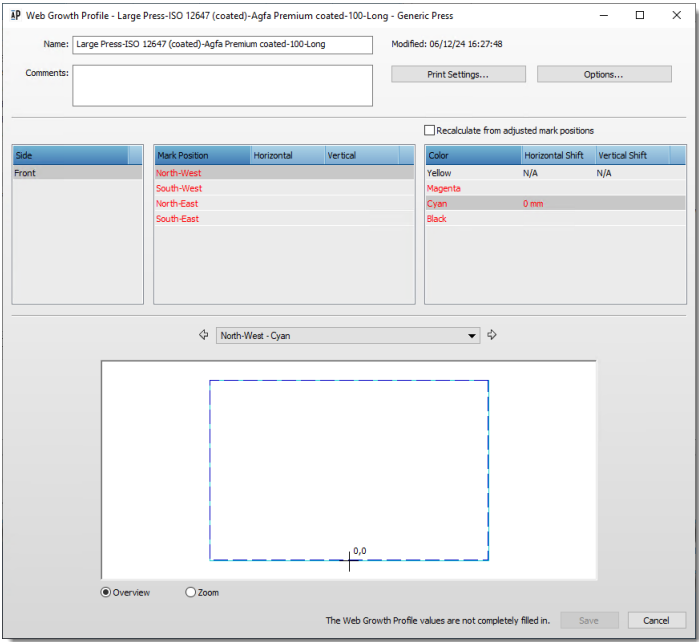 Web Growth Profile - Large Press-ISO 12647 (coated)-Agfa Premium coated-100-Long - Generic Press
Name: Large Press-ISO 12647 (coated)-Agfa Premium coated-100-Long Modified: 06/12/24 16:27:48
Comments: Print Settings... Options...
Recalculate from adjusted mark positions
Side Mark Position Horizontal Vertical Color Horizontal Shift Vertical Shift
Front North-West Yellow N/A N/A
South-West Magenta
North-East Cyan 0 mm
South-East Black
North-West - Cyan
0,0
Overview Zoom
The Web Growth Profile values are not completely filled in. Save Cancel